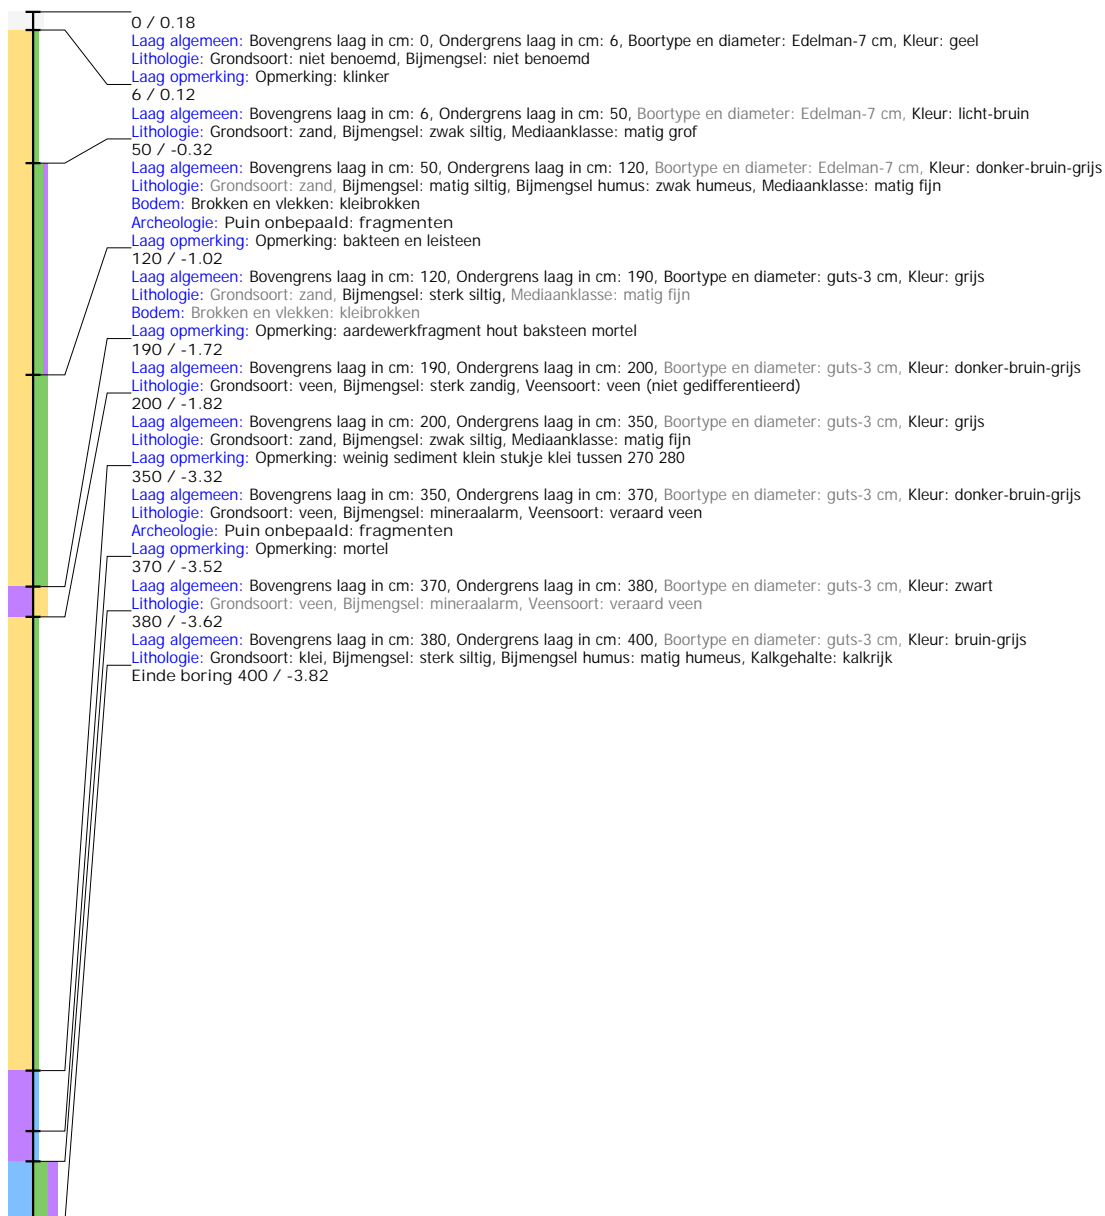 0 / 0.18
Laag algemeen: Bovengrens laag in cm: 0, Ondergrens laag in cm: 6, Boortype en diameter: Edelman-7 cm, Kleur: geel
Lithologie: Grondsoort: niet benoemd, Bijmengsel: niet benoemd
Laag opmerking: Opmerking: klinker
6 / 0.12
Laag algemeen: Bovengrens laag in cm: 6, Ondergrens laag in cm: 50, Boortype en diameter: Edelman-7 cm, Kleur: licht-bruin
Lithologie: Grondsoort: zand, Bijmengsel: zwak siltig, Mediaanklasse: matig grof
50 / -0.32
Laag algemeen: Bovengrens laag in cm: 50, Ondergrens laag in cm: 120, Boortype en diameter: Edelman-7 cm, Kleur: donker-bruin-grijs
Lithologie: Grondsoort: zand, Bijmengsel: matig siltig, Bijmengsel humus: zwak humeus, Mediaanklasse: matig fijn
Bodem: Brokken en vlekken: kleibrokken
Archeologie: Puin onbepaald: fragmenten
Laag opmerking: Opmerking: bakteen en leisteen
120 / -1.02
Laag algemeen: Bovengrens laag in cm: 120, Ondergrens laag in cm: 190, Boortype en diameter: guts-3 cm, Kleur: grijs
Lithologie: Grondsoort: zand, Bijmengsel: sterk siltig, Mediaanklasse: matig fijn
Bodem: Brokken en vlekken: kleibrokken
Laag opmerking: Opmerking: aardewerkfragment hout baksteen mortel
190 / -1.72
Laag algemeen: Bovengrens laag in cm: 190, Ondergrens laag in cm: 200, Boortype en diameter: guts-3 cm, Kleur: donker-bruin-grijs
Lithologie: Grondsoort: veen, Bijmengsel: sterk zandig, Veensoort: veen (niet gedifferentieerd)
200 / -1.82
Laag algemeen: Bovengrens laag in cm: 200, Ondergrens laag in cm: 350, Boortype en diameter: guts-3 cm, Kleur: grijs
Lithologie: Grondsoort: zand, Bijmengsel: zwak siltig, Mediaanklasse: matig fijn
Laag opmerking: Opmerking: weinig sediment klein stukje klei tussen 270 280
350 / -3.32
Laag algemeen: Bovengrens laag in cm: 350, Ondergrens laag in cm: 370, Boortype en diameter: guts-3 cm, Kleur: donker-bruin-grijs
Lithologie: Grondsoort: veen, Bijmengsel: mineraalarm, Veensoort: veraard veen
Archeologie: Puin onbepaald: fragmenten
Laag opmerking: Opmerking: mortel
370 / -3.52
Laag algemeen: Bovengrens laag in cm: 370, Ondergrens laag in cm: 380, Boortype en diameter: guts-3 cm, Kleur: zwart
Lithologie: Grondsoort: veen, Bijmengsel: mineraalarm, Veensoort: veraard veen
380 / -3.62
Laag algemeen: Bovengrens laag in cm: 380, Ondergrens laag in cm: 400, Boortype en diameter: guts-3 cm, Kleur: bruin-grijs
Lithologie: Grondsoort: klei, Bijmengsel: sterk siltig, Bijmengsel humus: matig humeus, Kalkgehalte: kalkrijk
Einde boring 400 / -3.82